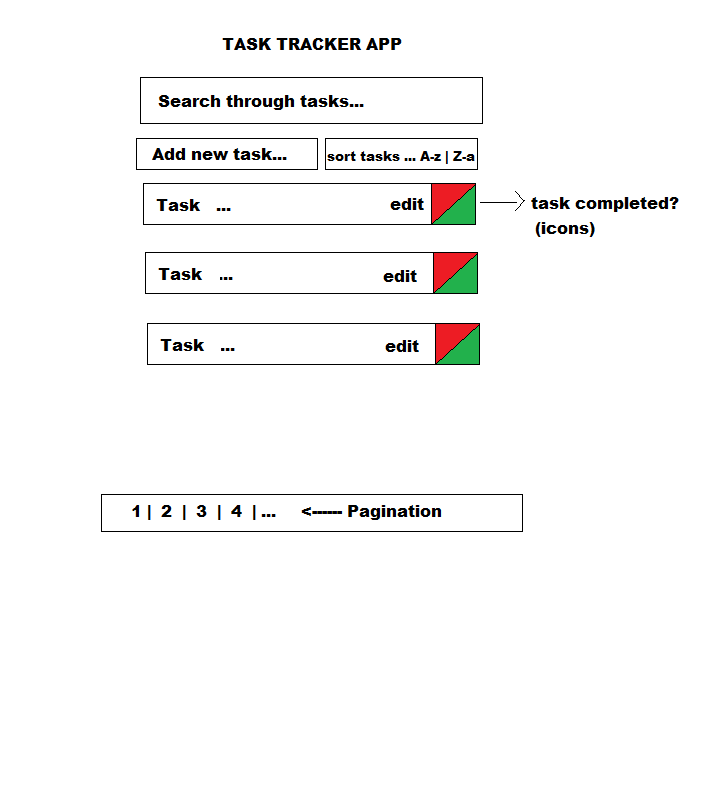 TASK TRACKER APP
Search through tasks...
Add new task...
sort tasks ... A-z | Z-a
Task ... edit
task completed?
(icons)
Task ... edit
Task ... edit
1 | 2 | 3 | 4 | ... <------ Pagination